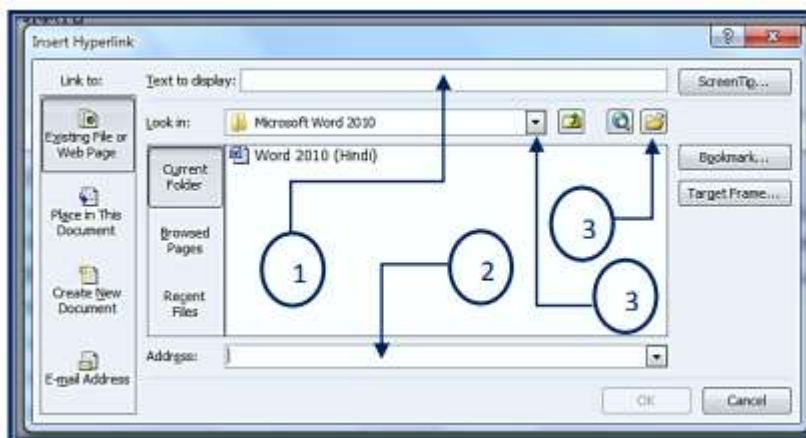 Insert Hyperlink
Link to:
Text to display:
ScreenTip...
Existing File or
Web Page
Look in:
Microsoft Word 2010
Current
Folder
Word 2010 (Hindi)
Bookmark...
Target Frame...
Place in This
Document
Browsed
Pages
3
1
2
3
Create New
Document
Recent
Files
Address:
E-mail Address
OK
Cancel